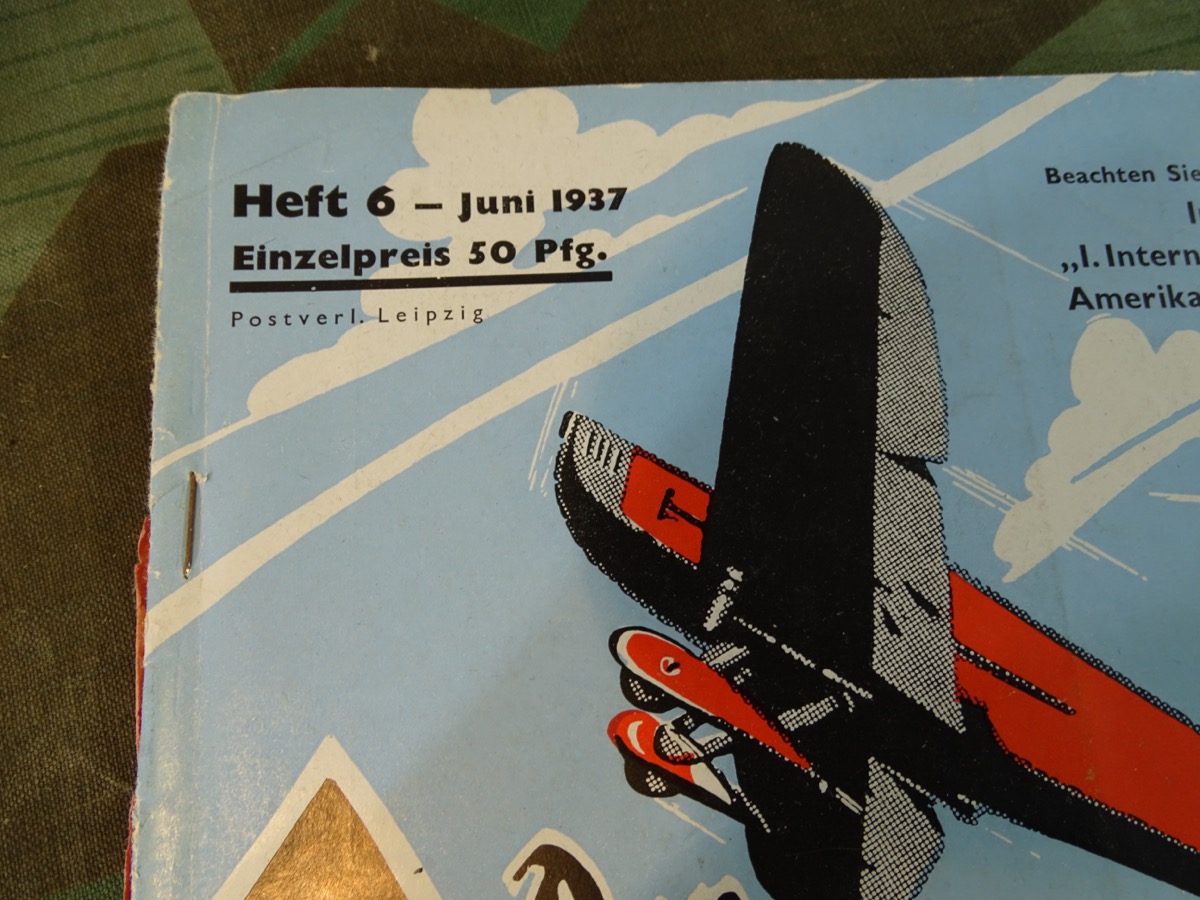 Heft 6 — Juni 1937
Einzelpreis 50 Pfg.
Postverl. Leipzig
Beachten Sie
„I. Intern
Amerika